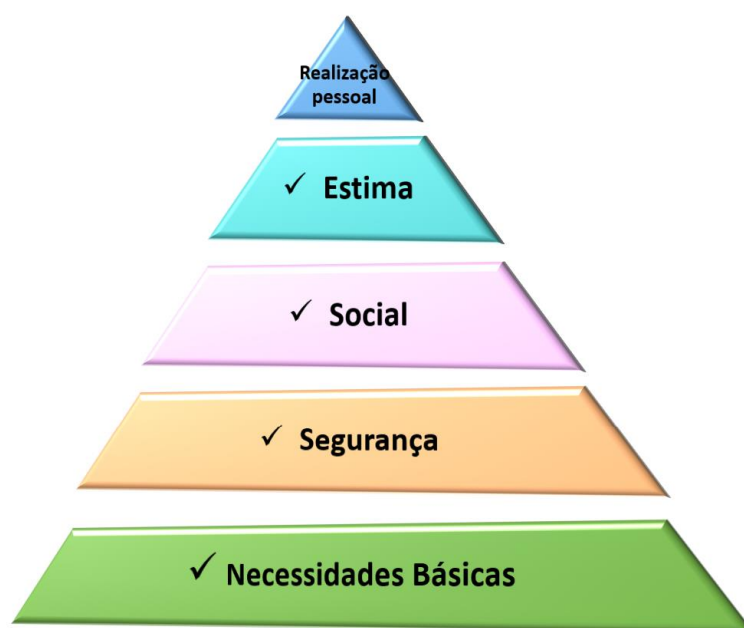 Realização
pessoal
✓ Estima
✓ Social
✓ Segurança
✓ Necessidades Básicas